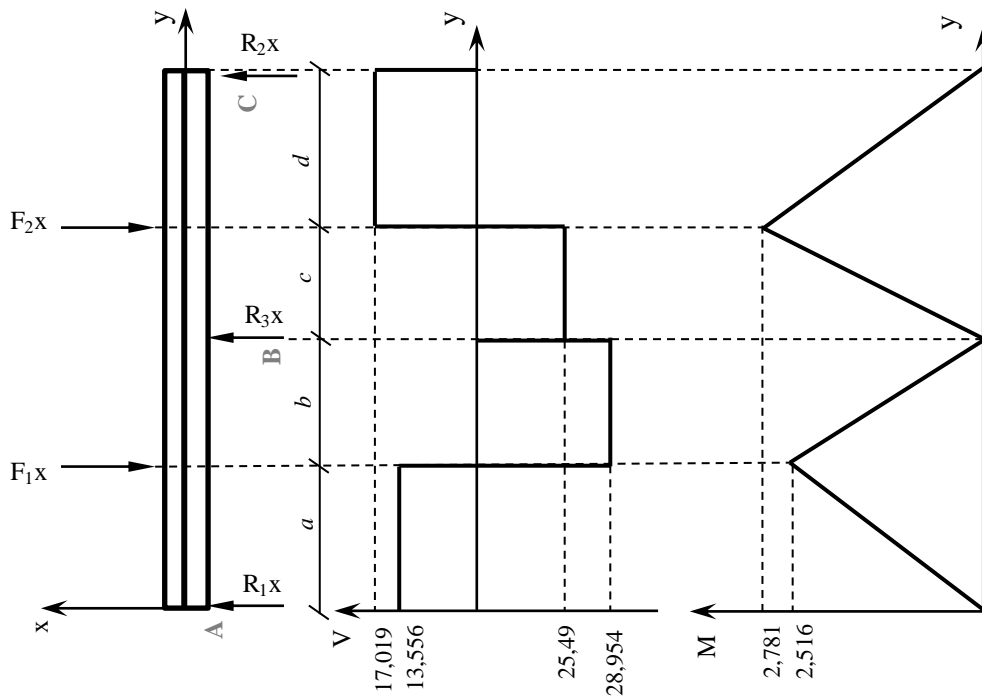 y
R₂x
C
F₂x
R₃x
B
F₁x
R₁x
A
x
d
c
b
a
y
V
17,019
13,556
25,49
28,954
y
M
2,781
2,516